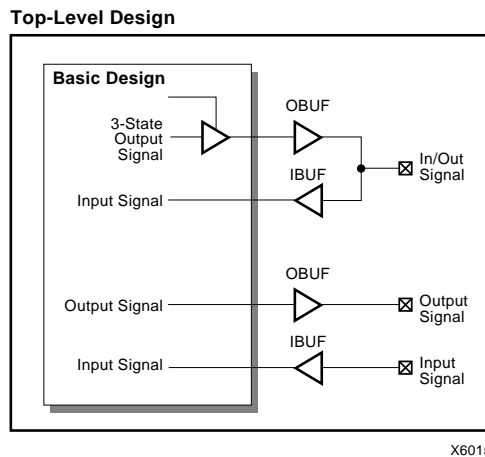 Top-Level Design
Basic Design
OBUF
3-State
Output
Signal
In/Out
Signal
IBUF
Input Signal
OBUF
Output Signal
Output
Signal
IBUF
Input Signal
Input
Signal
X6015